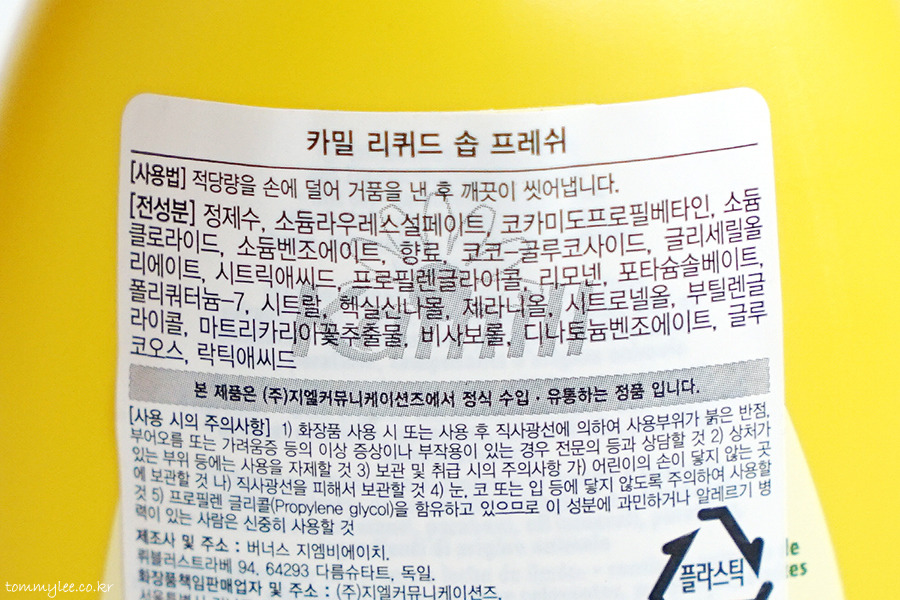 카밀 리퀴드 솝 프레쉬
[사용법] 적당량을 손에 덜어 거품을 낸 후 깨끗이 씻어냅니다.
[전성분] 정제수, 소듐라우레스설페이트, 코카미도프로필베타인, 소듐
클로라이드, 소듐벤조에이트, 향료, 코코-글루코사이드, 글리세릴올
리에이트, 시트릭애씨드, 프로필렌글라이콜, 리모넨, 포타슘솔베이트,
폴리쿼터늄-7, 시트랄, 헥실신나몰, 제라니올, 시트로넬올, 부틸렌글
라이콜, 마트리카리아꽃추출물, 비사보롤, 디나토늄벤조에이트, 글루
코오스, 락틱애씨드
Kamill
본 제품은 (주)지엘커뮤니케이션즈에서 정식 수입·유통하는 정품 입니다.
[사용 시의 주의사항] 1) 화장품 사용 시 또는 사용 후 직사광선에 의하여 사용부위가 붉은 반점,
부어오름 또는 가려움증 등의 이상 증상이나 부작용이 있는 경우 전문의 등과 상담할 것 2) 상처가
있는 부위 등에는 사용을 자제할 것 3) 보관 및 취급 시의 주의사항 가) 어린이의 손이 닿지 않는 곳
에 보관할 것 나) 직사광선을 피해서 보관할 것 4) 눈, 코 또는 입 등에 닿지 않도록 주의하여 사용할
것 5) 프로필렌 글리콜(Propylene glycol)을 함유하고 있으므로 이 성분에 과민하거나 알레르기 병
력이 있는 사람은 신중히 사용할 것
제조사 및 주소 : 버너스 지엠비에이치.
뤼블러스트라베 94, 64293 다름슈타트, 독일.
화장품책임판매업자 및 주소 : (주)지엘커뮤니케이션즈.
플라스틱
tommylee.co.kr